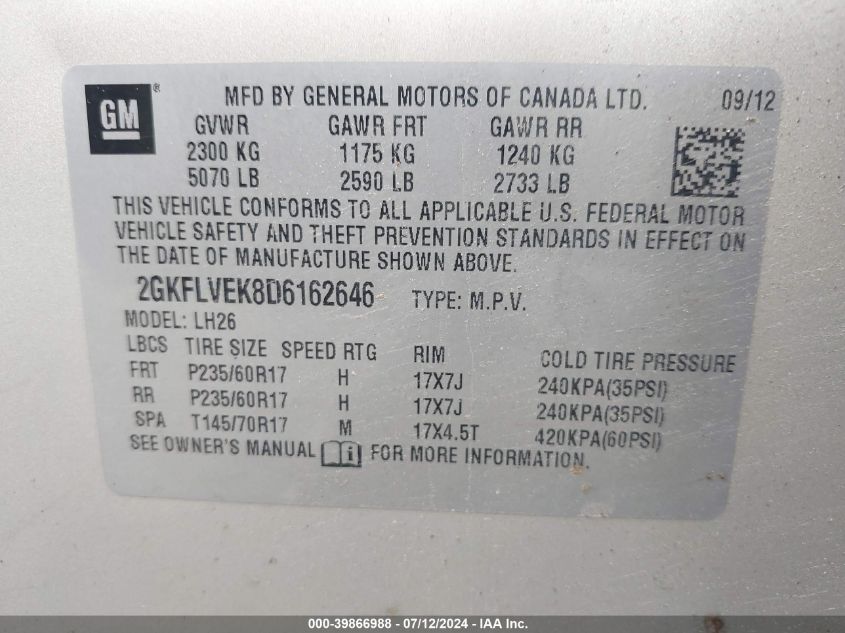 GM® MFD BY GENERAL MOTORS OF CANADA LTD. 09/12
GVWR GAWR FRT GAWR RR
2300 KG 1175 KG 1240 KG
5070 LB 2590 LB 2733 LB
THIS VEHICLE CONFORMS TO ALL APPLICABLE U.S. FEDERAL MOTOR
VEHICLE SAFETY AND THEFT PREVENTION STANDARDS IN EFFECT ON
THE DATE OF MANUFACTURE SHOWN ABOVE.
2GKFLVEK8D6162646 TYPE: M.P.V.
MODEL: LH26
LBCS TIRE SIZE SPEED RTG RIM COLD TIRE PRESSURE
FRT P235/60R17 H 17X7J 240KPA(35PSI)
RR P235/60R17 H 17X7J 240KPA(35PSI)
SPA T145/70R17 M 17X4.5T 420KPA(60PSI)
SEE OWNER'S MANUAL i FOR MORE INFORMATION.
000-39866988 - 07/12/2024 - IAA Inc.